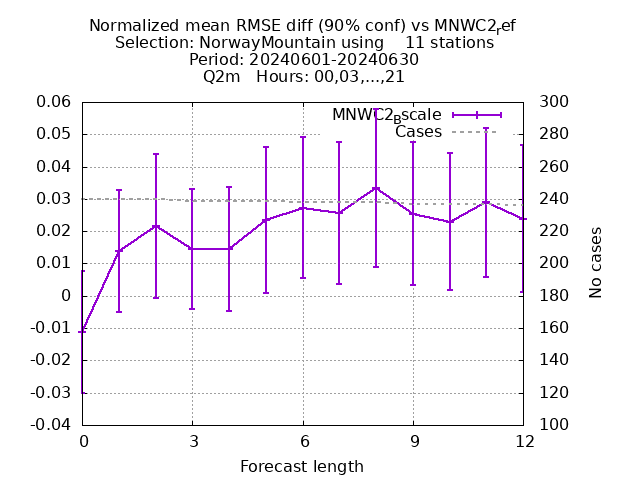 Normalized mean RMSE diff (90% conf) vs MNWC2ref
Selection: NorwayMountain using 11 stations
Period: 20240601-20240630
Q2m Hours: 00,03,...,21
MNWC2Bscale
Cases
0.06
0.05
0.04
0.03
0.02
0.01
0
-0.01
-0.02
-0.03
-0.04
300
280
260
240
220
200
180
160
140
120
100
No cases
0 3 6 9 12
Forecast length